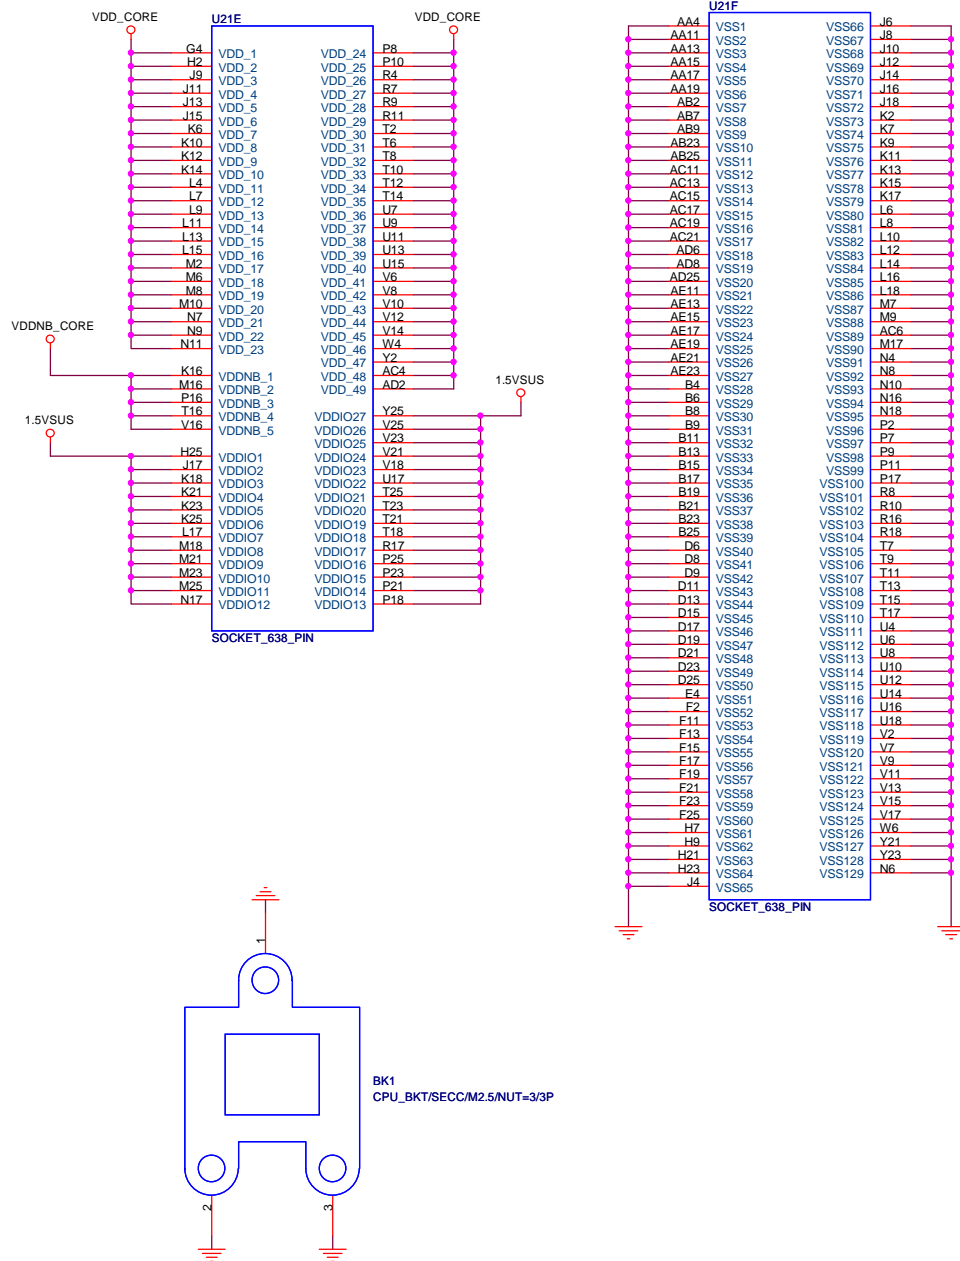 VDD_CORE
U21E
VDD_CORE
G4 VDD_1 VDD_24 P8
H2 VDD_2 VDD_25 P10
J9 VDD_3 VDD_26 R4
J11 VDD_4 VDD_27 R7
J13 VDD_5 VDD_28 R9
J15 VDD_6 VDD_29 R11
K6 VDD_7 VDD_30 T2
K10 VDD_8 VDD_31 T6
K12 VDD_9 VDD_32 T8
K14 VDD_10 VDD_33 T10
L4 VDD_11 VDD_34 T12
L7 VDD_12 VDD_35 T14
L9 VDD_13 VDD_36 U7
L11 VDD_14 VDD_37 U9
L13 VDD_15 VDD_38 U11
L15 VDD_16 VDD_39 U13
M2 VDD_17 VDD_40 U15
M6 VDD_18 VDD_41 V6
M8 VDD_19 VDD_42 V8
M10 VDD_20 VDD_43 V10
N7 VDD_21 VDD_44 V12
N9 VDD_22 VDD_45 V14
N11 VDD_23 VDD_46 W4
VDD_47 Y2
VDDNB_CORE
K16 VDDNB_1 VDD_48 AC4
M16 VDDNB_2 VDD_49 AD2
P16 VDDNB_3
T16 VDDNB_4 VDDIO27 Y25
V16 VDDNB_5 VDDIO26 V25
1.5VSUS
VDDIO25 V23
1.5VSUS
H25 VDDIO1 VDDIO24 V21
J17 VDDIO2 VDDIO23 V18
K18 VDDIO3 VDDIO22 U17
K21 VDDIO4 VDDIO21 T25
K23 VDDIO5 VDDIO20 T23
K25 VDDIO6 VDDIO19 T21
L17 VDDIO7 VDDIO18 T18
M18 VDDIO8 VDDIO17 R17
M21 VDDIO9 VDDIO16 P25
M23 VDDIO10 VDDIO15 P23
M25 VDDIO11 VDDIO14 P21
N17 VDDIO12 VDDIO13 P18
SOCKET_638_PIN
U21F
AA4 VSS1 VSS66 J6
AA11 VSS2 VSS67 J8
AA13 VSS3 VSS68 J10
AA15 VSS4 VSS69 J12
AA17 VSS5 VSS70 J14
AA19 VSS6 VSS71 J16
AB2 VSS7 VSS72 J18
AB7 VSS8 VSS73 K2
AB9 VSS9 VSS74 K7
AB23 VSS10 VSS75 K9
AB25 VSS11 VSS76 K11
AC11 VSS12 VSS77 K13
AC13 VSS13 VSS78 K15
AC15 VSS14 VSS79 K17
AC17 VSS15 VSS80 L6
AC19 VSS16 VSS81 L8
AC21 VSS17 VSS82 L10
AD6 VSS18 VSS83 L12
AD8 VSS19 VSS84 L14
AD25 VSS20 VSS85 L16
AE11 VSS21 VSS86 L18
AE13 VSS22 VSS87 M7
AE15 VSS23 VSS88 M9
AE17 VSS24 VSS89 AC6
AE19 VSS25 VSS90 M17
AE21 VSS26 VSS91 N4
AE23 VSS27 VSS92 N8
B4 VSS28 VSS93 N10
B6 VSS29 VSS94 N16
B8 VSS30 VSS95 N18
B9 VSS31 VSS96 P2
B11 VSS32 VSS97 P7
B13 VSS33 VSS98 P9
B15 VSS34 VSS99 P11
B17 VSS35 VSS100 P17
B19 VSS36 VSS101 R8
B21 VSS37 VSS102 R10
B23 VSS38 VSS103 R16
B25 VSS39 VSS104 R18
D6 VSS40 VSS105 T7
D8 VSS41 VSS106 T9
D9 VSS42 VSS107 T11
D11 VSS43 VSS108 T13
D13 VSS44 VSS109 T15
D15 VSS45 VSS110 T17
D17 VSS46 VSS111 U4
D19 VSS47 VSS112 U6
D21 VSS48 VSS113 U8
D23 VSS49 VSS114 U10
D25 VSS50 VSS115 U12
E4 VSS51 VSS116 U14
F2 VSS52 VSS117 U16
F11 VSS53 VSS118 U18
F13 VSS54 VSS119 V2
F15 VSS55 VSS120 V7
F17 VSS56 VSS121 V9
F19 VSS57 VSS122 V11
F21 VSS58 VSS123 V13
F23 VSS59 VSS124 V15
F25 VSS60 VSS125 V17
H7 VSS61 VSS126 W6
H9 VSS62 VSS127 Y21
H21 VSS63 VSS128 Y23
H23 VSS64 VSS129 N6
J4 VSS65
SOCKET_638_PIN
1
BK1
CPU_BKT/SECC/M2.5/NUT=3/3P
2
3